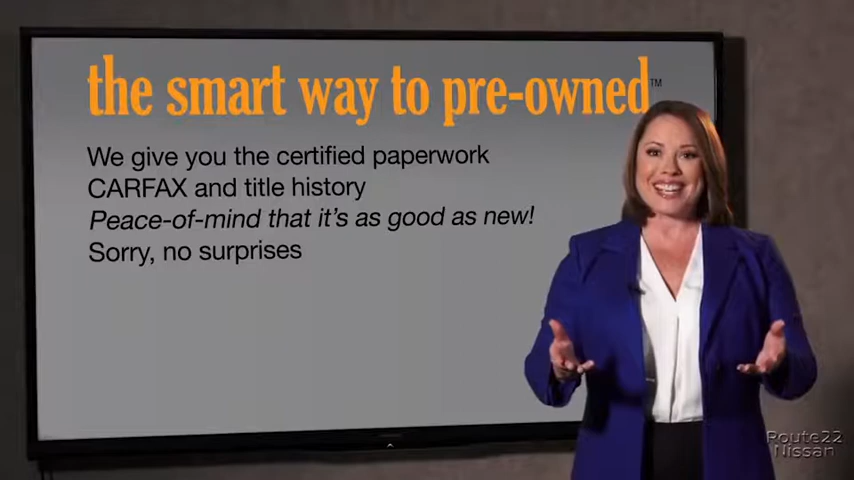 the smart way to pre-owned™
We give you the certified paperwork
CARFAX and title history
Peace-of-mind that it's as good as new!
Sorry, no surprises
Route22
Nissan